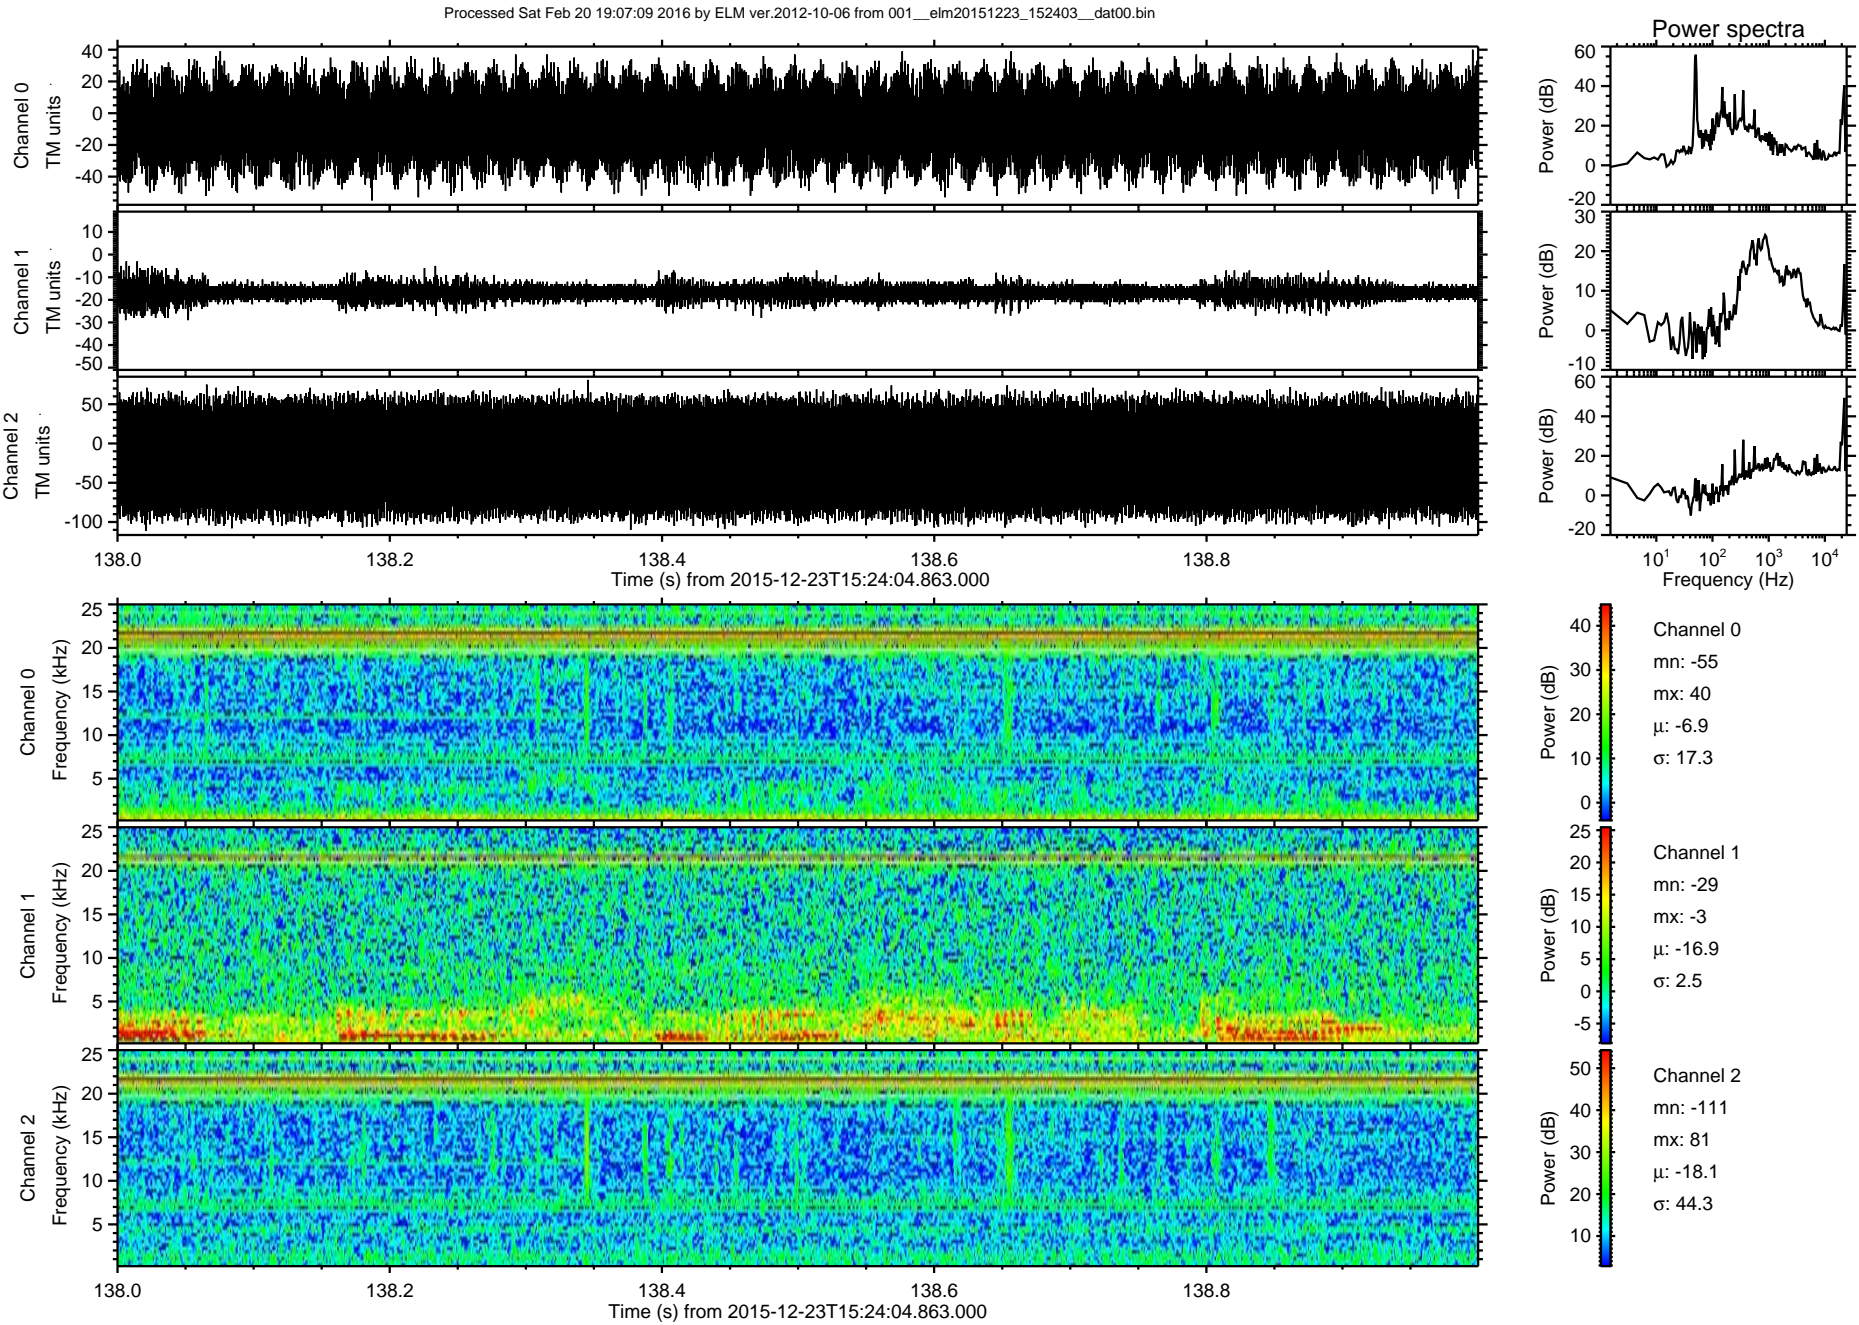 Processed Sat Feb 20 19:07:09 2016 by ELM ver.2012-10-06 from 001__elm20151223_152403__dat00.bin
Power spectra
Channel 0
TM units
40
20
0
-20
-40
Power (dB)
60
40
20
0
-20
Channel 1
TM units
10
0
-10
-20
-30
-40
-50
Power (dB)
30
20
10
0
-10
Channel 2
TM units
50
0
-50
-100
Power (dB)
60
40
20
0
-20
138.0 138.2 138.4 138.6 138.8
Time (s) from 2015-12-23T15:24:04.863.000
10^1 10^2 10^3 10^4
Frequency (Hz)
Channel 0
Frequency (kHz)
25
20
15
10
5
Power (dB)
40
30
20
10
0
Channel 0
mn: -55
mx: 40
μ: -6.9
σ: 17.3
Channel 1
Frequency (kHz)
25
20
15
10
5
Power (dB)
25
20
15
10
5
0
-5
Channel 1
mn: -29
mx: -3
μ: -16.9
σ: 2.5
Channel 2
Frequency (kHz)
25
20
15
10
5
Power (dB)
50
40
30
20
10
Channel 2
mn: -111
mx: 81
μ: -18.1
σ: 44.3
138.0 138.2 138.4 138.6 138.8
Time (s) from 2015-12-23T15:24:04.863.000